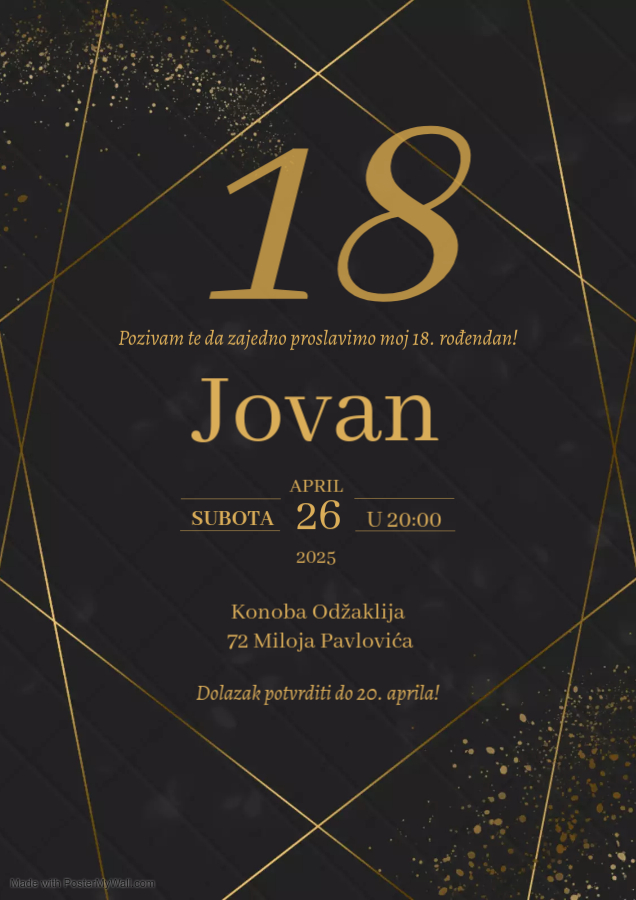 18
Pozivam te da zajedno proslavimo moj 18. rođendan!
Jovan
APRIL
SUBOTA 26 U 20:00
2025
Konoba Odžaklija
72 Miloja Pavlovića
Dolazak potvrditi do 20. aprila!
Made with PosterMyWall.com